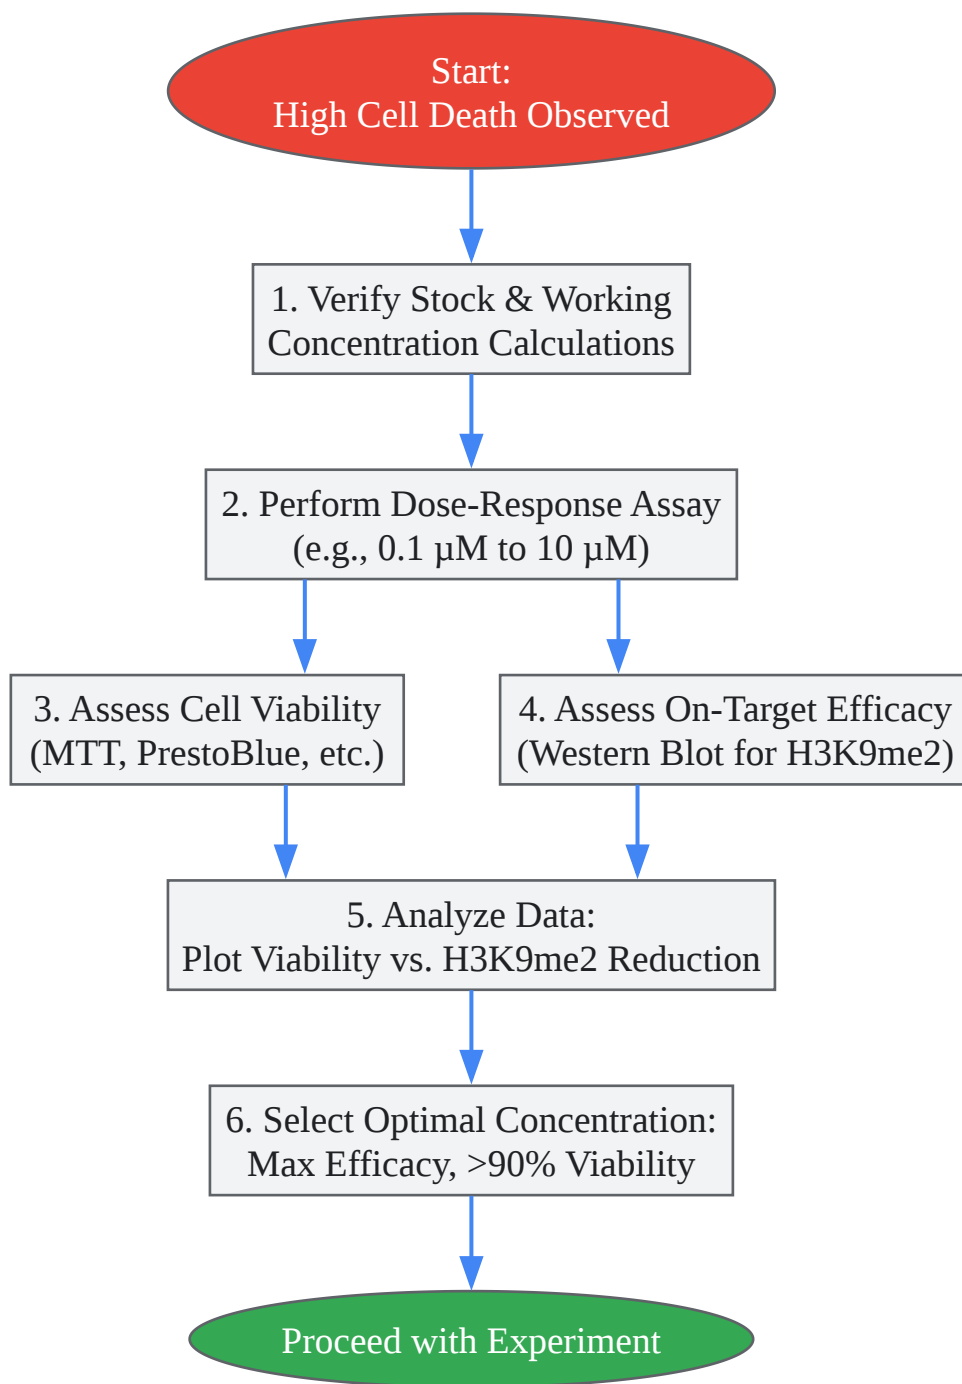 Start:
High Cell Death Observed
1. Verify Stock & Working
Concentration Calculations
2. Perform Dose-Response Assay
(e.g., 0.1 µM to 10 µM)
3. Assess Cell Viability
(MTT, PrestoBlue, etc.)
4. Assess On-Target Efficacy
(Western Blot for H3K9me2)
5. Analyze Data:
Plot Viability vs. H3K9me2 Reduction
6. Select Optimal Concentration:
Max Efficacy, >90% Viability
Proceed with Experiment